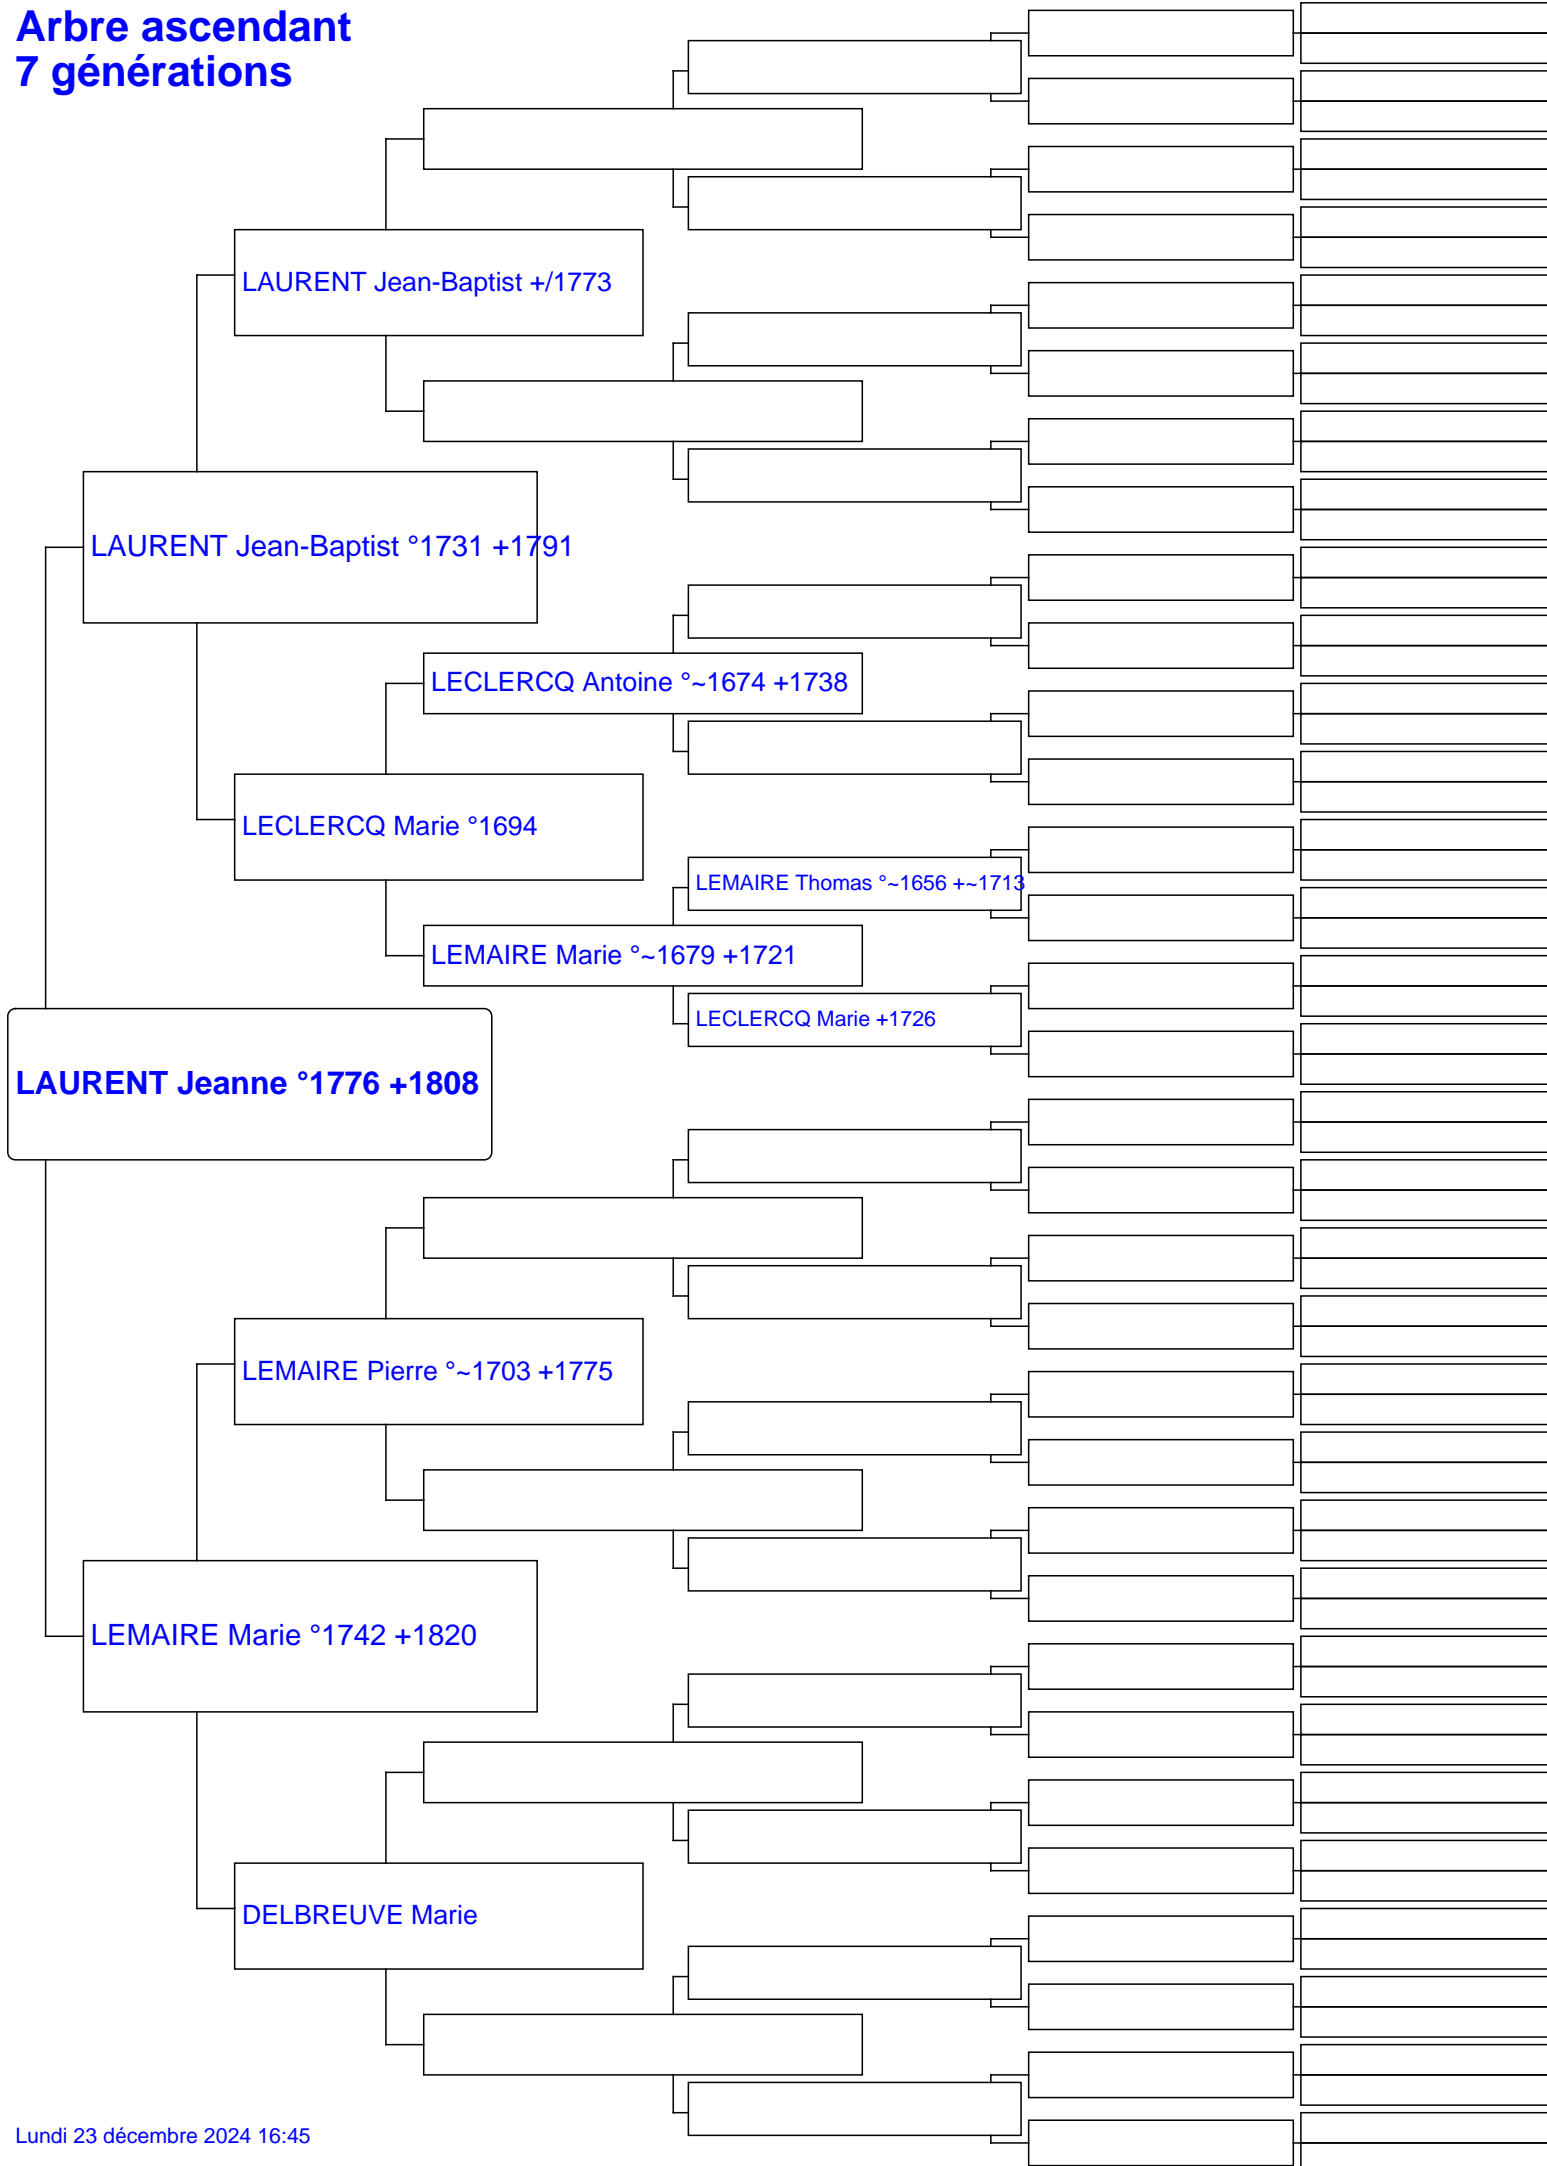 Arbre ascendant
7 générations
LAURENT Jean-Baptist +/1773
LAURENT Jean-Baptist °1731 +1791
LECLERCQ Antoine °~1674 +1738
LECLERCQ Marie °1694
LEMAIRE Thomas °~1656 +~1713
LEMAIRE Marie °~1679 +1721
LECLERCQ Marie +1726
LAURENT Jeanne °1776 +1808
LEMAIRE Pierre °~1703 +1775
LEMAIRE Marie °1742 +1820
DELBREUVE Marie
Lundi 23 décembre 2024 16:45